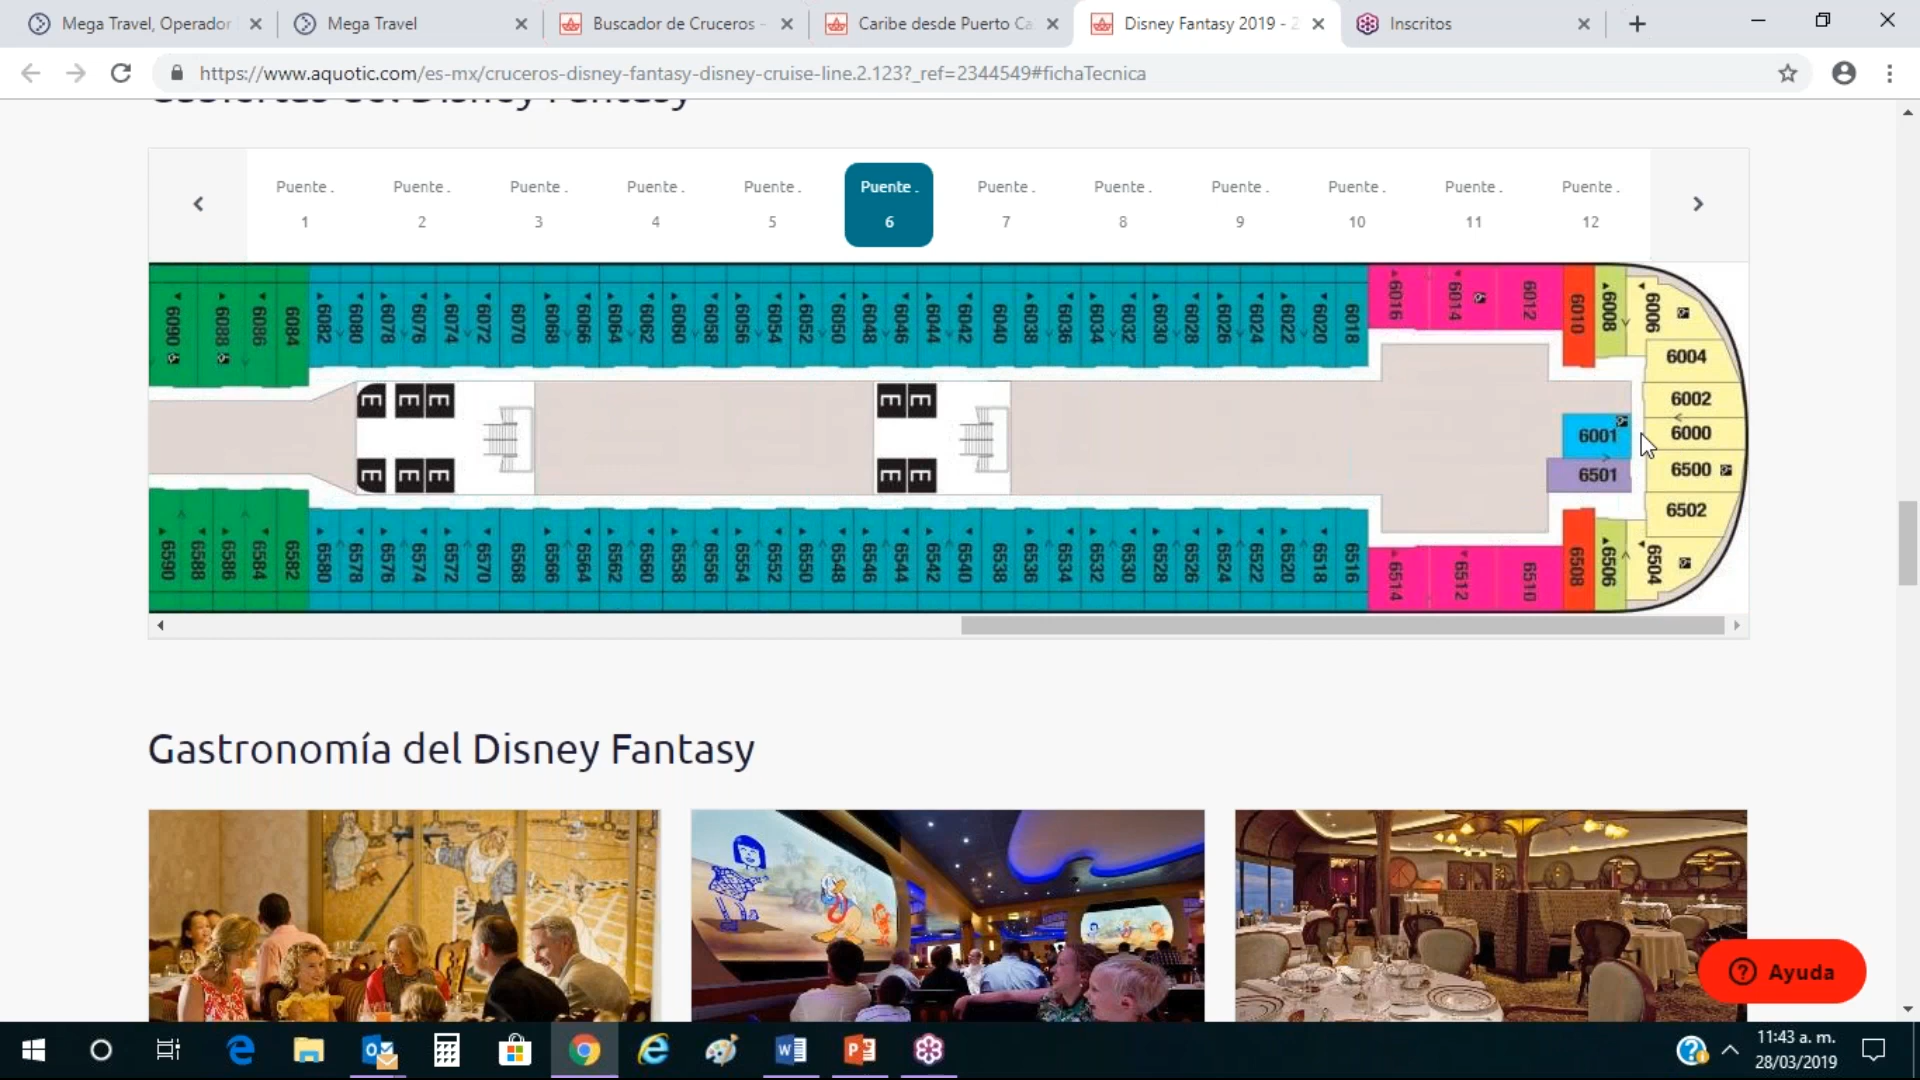 Mega Travel, Operador
Mega Travel
Buscador de Cruceros -
Caribe desde Puerto Ca
Disney Fantasy 2019 - 2
Inscritos
https://www.aquotic.com/es-mx/cruceros-disney-fantasy-disney-cruise-line.2.123?_ref=2344549#fichaTecnica
del Disney Fantasy
Puente . Puente . Puente . Puente . Puente . Puente . Puente . Puente . Puente . Puente . Puente . Puente .
1 2 3 4 5 6 7 8 9 10 11 12
6090 6088 6086 6084 6082 6080 6078 6076 6074 6072 6070 6068 6066 6064 6062 6060 6058 6056 6054 6052 6050 6048 6046 6044 6042 6040 6038 6036 6034 6032 6030 6028 6026 6024 6022 6020 6018 6016 6014 6012 6010 6008 6006
6004
E E E E E
6002
6001 6000
E E E E E
6501 6500
6502
6590 6588 6586 6584 6582 6580 6578 6576 6574 6572 6570 6568 6566 6564 6562 6560 6558 6556 6554 6552 6550 6548 6546 6544 6542 6540 6538 6536 6534 6532 6530 6528 6526 6524 6522 6520 6518 6516 6514 6512 6510 6508 6506 6504
Gastronomía del Disney Fantasy
Ayuda
11:43 a. m.
28/03/2019